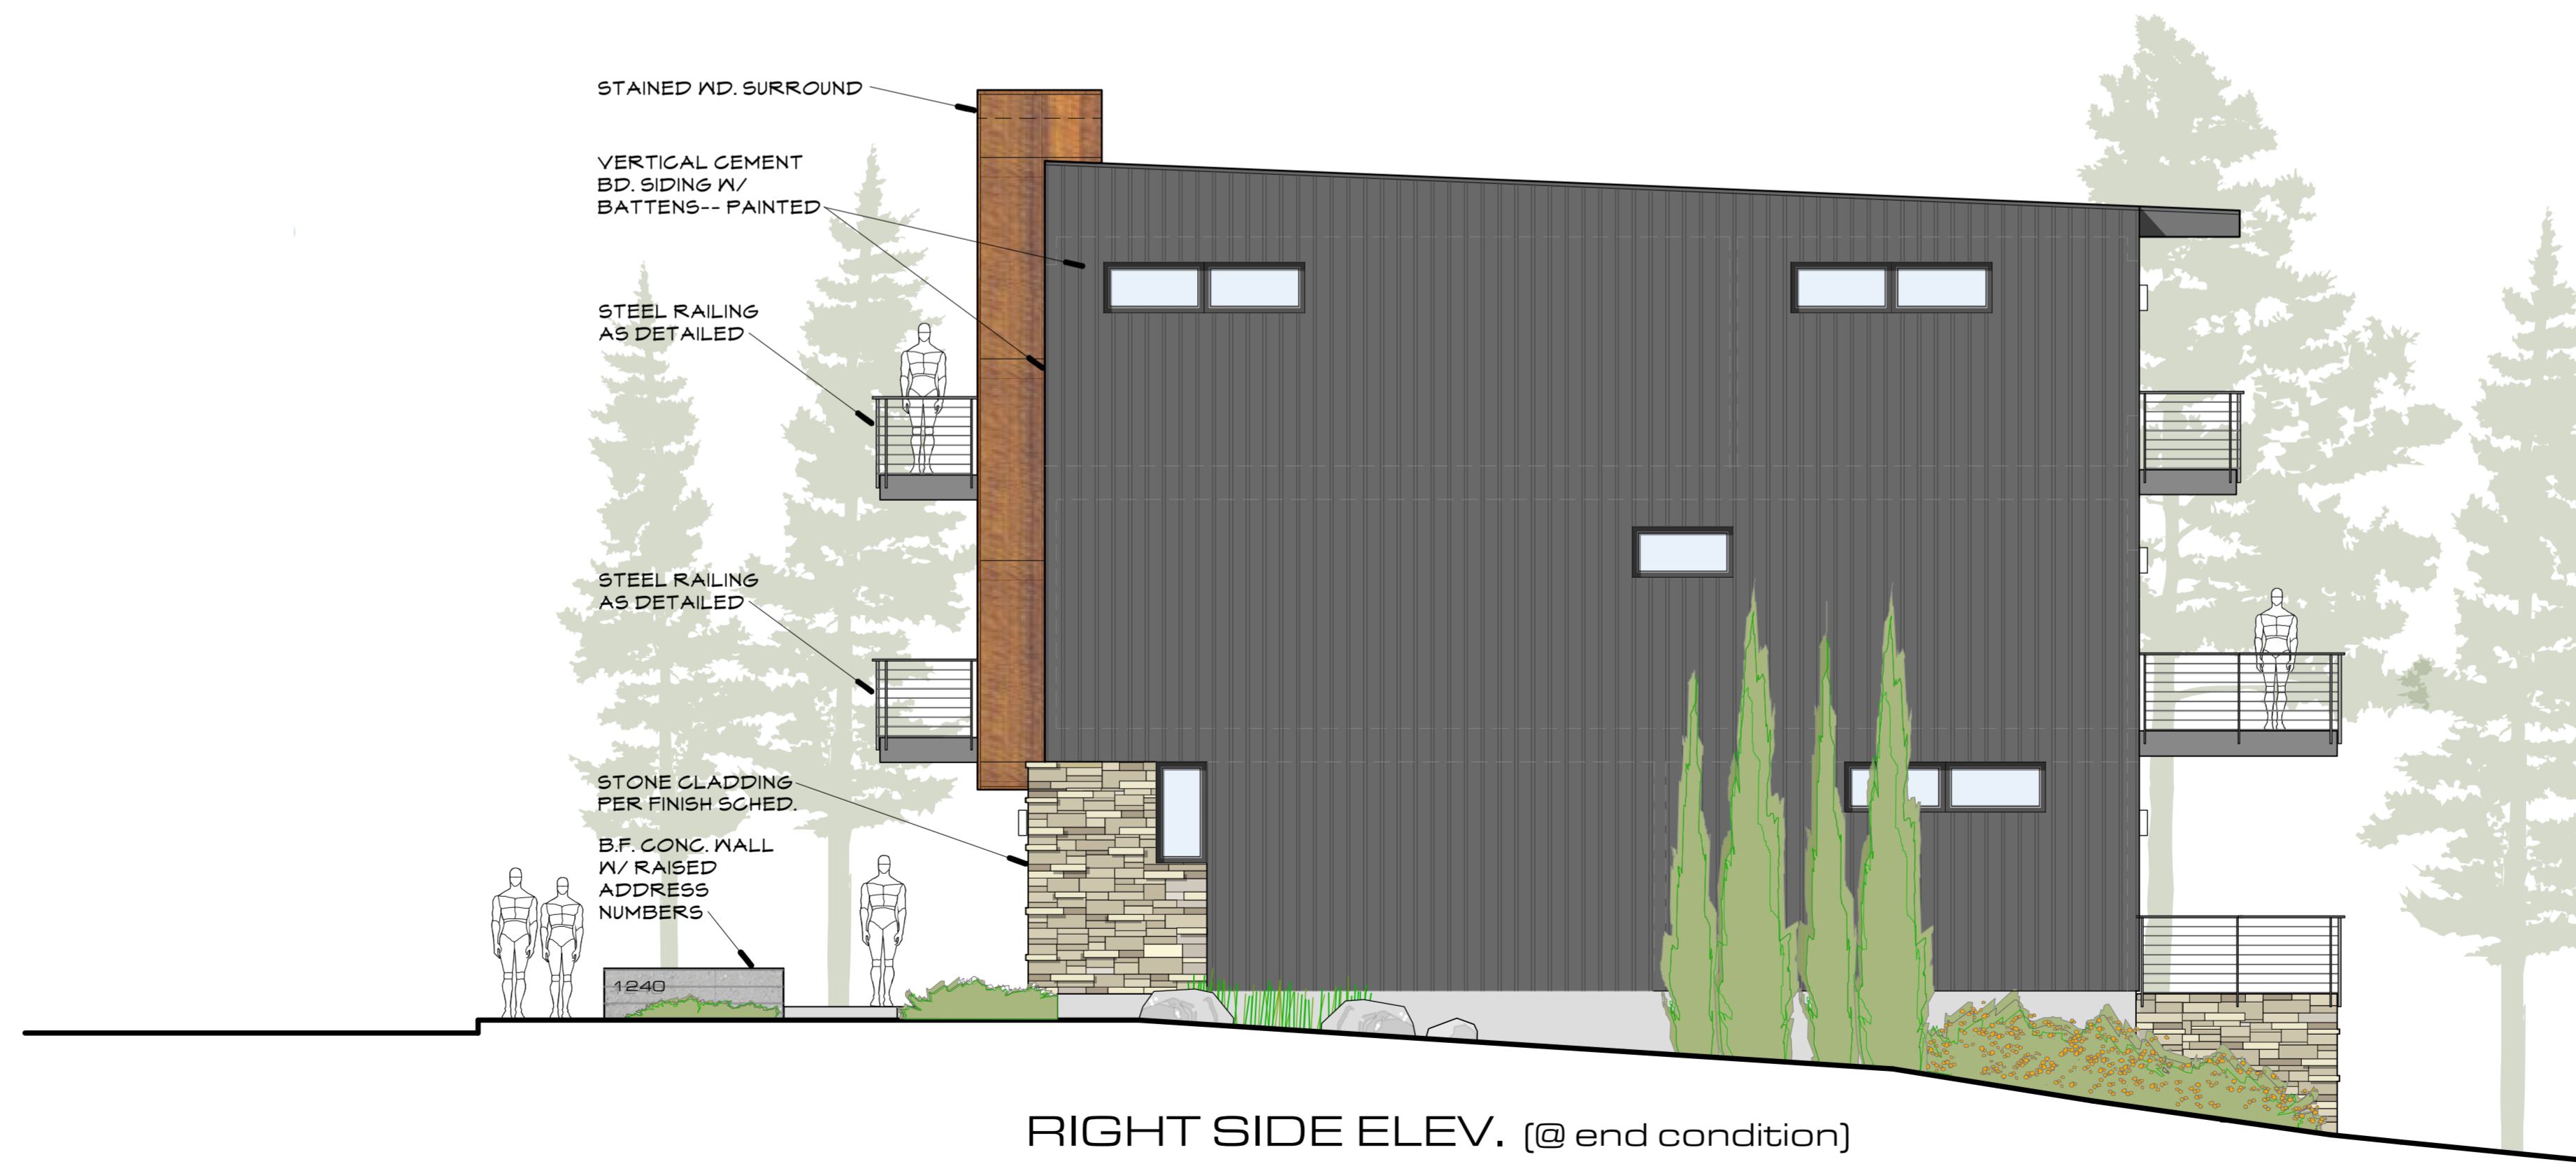 STAINED WD. SURROUND
VERTICAL CEMENT
BD. SIDING W/
BATTENS-- PAINTED
STEEL RAILING
AS DETAILED
STEEL RAILING
AS DETAILED
STONE CLADDING
PER FINISH SCHED.
B.F. CONC. WALL
W/ RAISED
ADDRESS
NUMBERS
1240
RIGHT SIDE ELEV. [@ end condition]